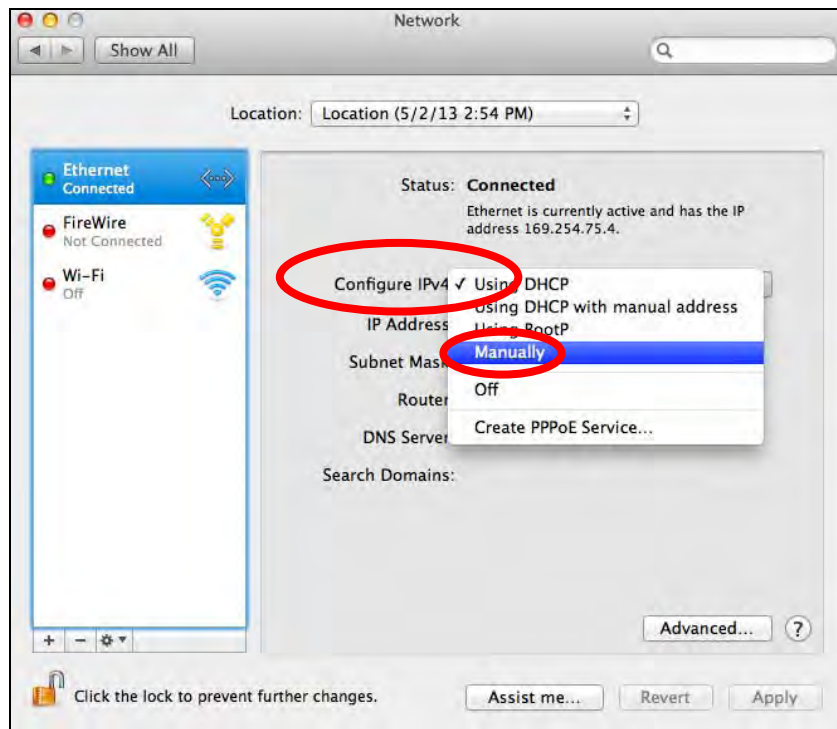 Network
Show All
Location: Location (5/2/13 2:54 PM)
Ethernet
Connected
FireWire
Not Connected
Wi-Fi
Off
Status: Connected
Ethernet is currently active and has the IP
address 169.254.75.4.
Configure IPv4 ✓ Using DHCP
Using DHCP with manual address
Using BootP
Manually
Off
Create PPPoE Service...
IP Address
Subnet Mask
Router
DNS Server
Search Domains:
Advanced... ?
+ −
Click the lock to prevent further changes.
Assist me... Revert Apply